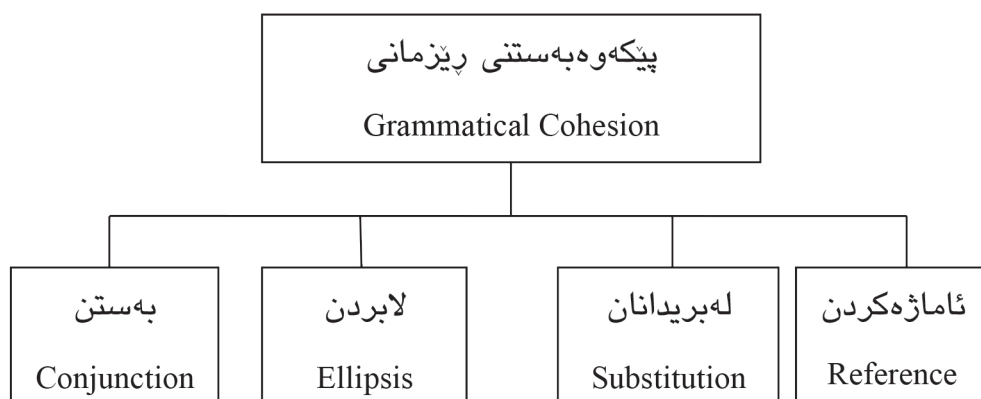 پێکەوەبەستنی ڕێزمانی
Grammatical Cohesion
ئاماژەکردن
Reference
لەبریدانان
Substitution
لابردن
Ellipsis
بەستن
Conjunction